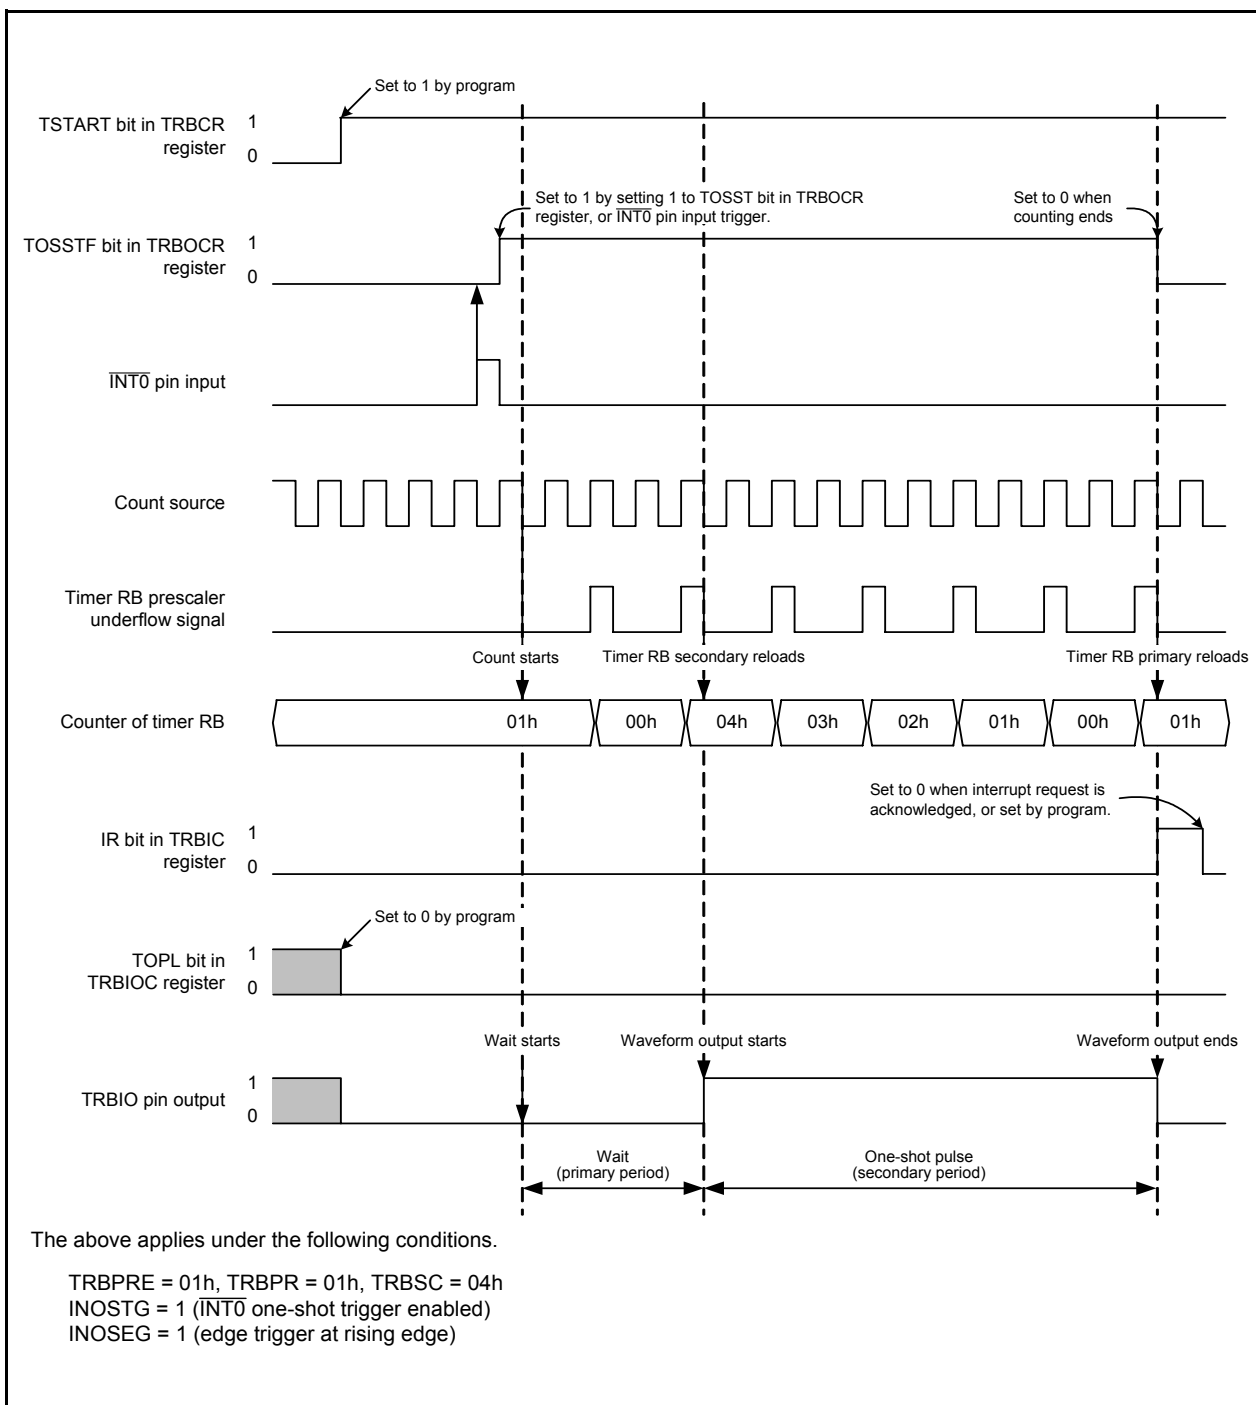 Set to 1 by program
TSTART bit in TRBCR
register
1
0
Set to 1 by setting 1 to TOSST bit in TRBOCR
register, or INT0 pin input trigger.
Set to 0 when
counting ends
TOSSTF bit in TRBOCR
register
1
0
INT0 pin input
Count source
Timer RB prescaler
underflow signal
Count starts
Timer RB secondary reloads
Timer RB primary reloads
Counter of timer RB
01h
00h
04h
03h
02h
01h
00h
01h
Set to 0 when interrupt request is
acknowledged, or set by program.
IR bit in TRBIC
register
1
0
Set to 0 by program
TOPL bit in
TRBIOC register
1
0
Wait starts
Waveform output starts
Waveform output ends
TRBIO pin output
1
0
Wait
(primary period)
One-shot pulse
(secondary period)
The above applies under the following conditions.
TRBPRE = 01h, TRBPR = 01h, TRBSC = 04h
INOSTG = 1 (INT0 one-shot trigger enabled)
INOSEG = 1 (edge trigger at rising edge)